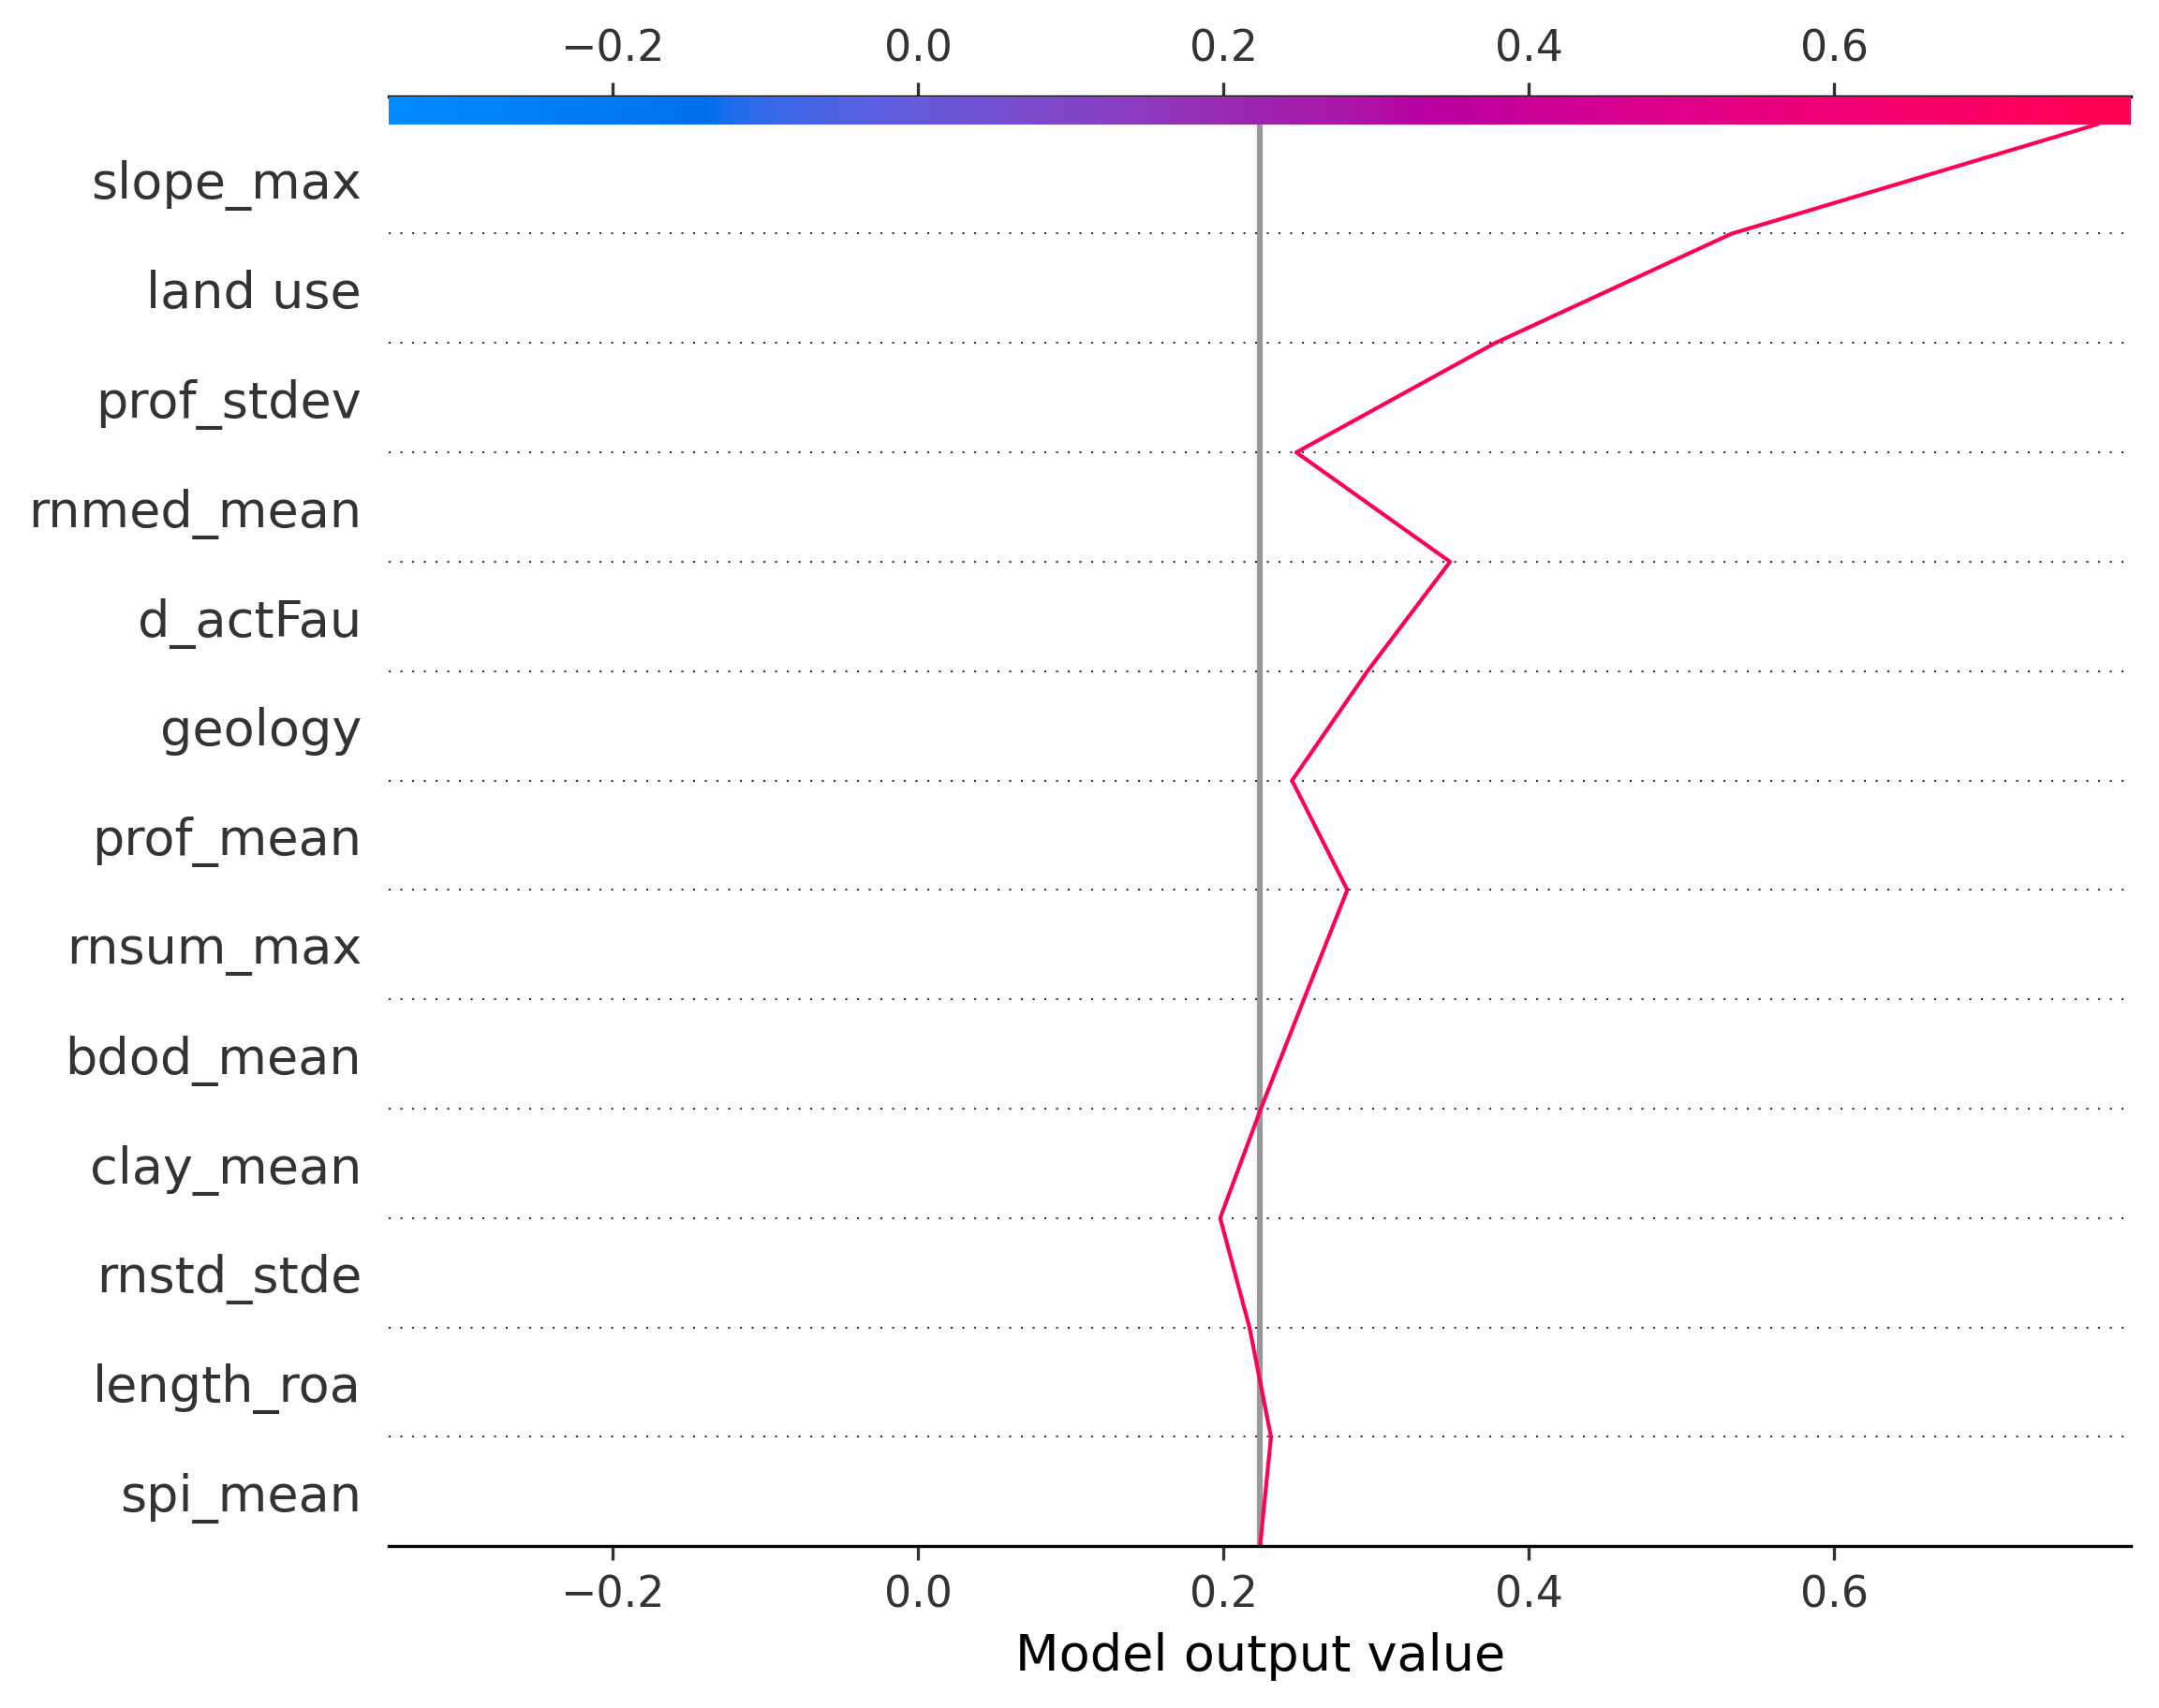 −0.2 0.0 0.2 0.4 0.6
slope_max
land use
prof_stdev
rnmed_mean
d_actFau
geology
prof_mean
rnsum_max
bdod_mean
clay_mean
rnstd_stde
length_roa
spi_mean
−0.2 0.0 0.2 0.4 0.6
Model output value